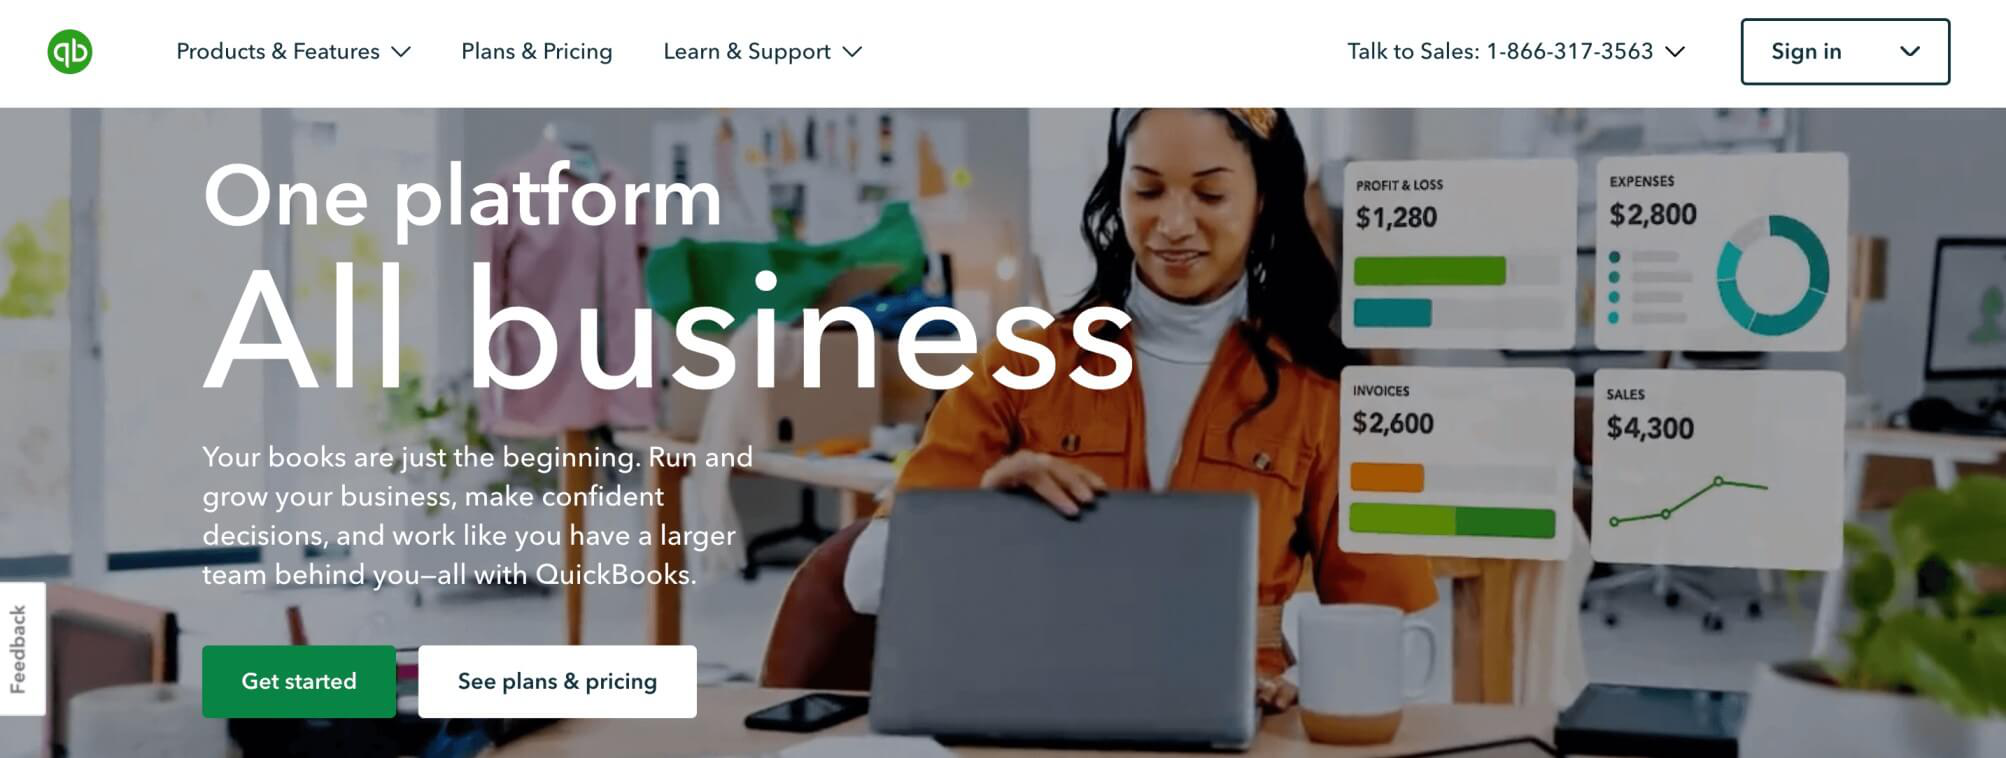 qb
Products & Features
Plans & Pricing
Learn & Support
Talk to Sales: 1-866-317-3563
Sign in
One platform
All business
Your books are just the beginning. Run and
grow your business, make confident
decisions, and work like you have a larger
team behind you—all with QuickBooks.
Get started
See plans & pricing
PROFIT & LOSS
$1,280
EXPENSES
$2,800
INVOICES
$2,600
SALES
$4,300
Feedback